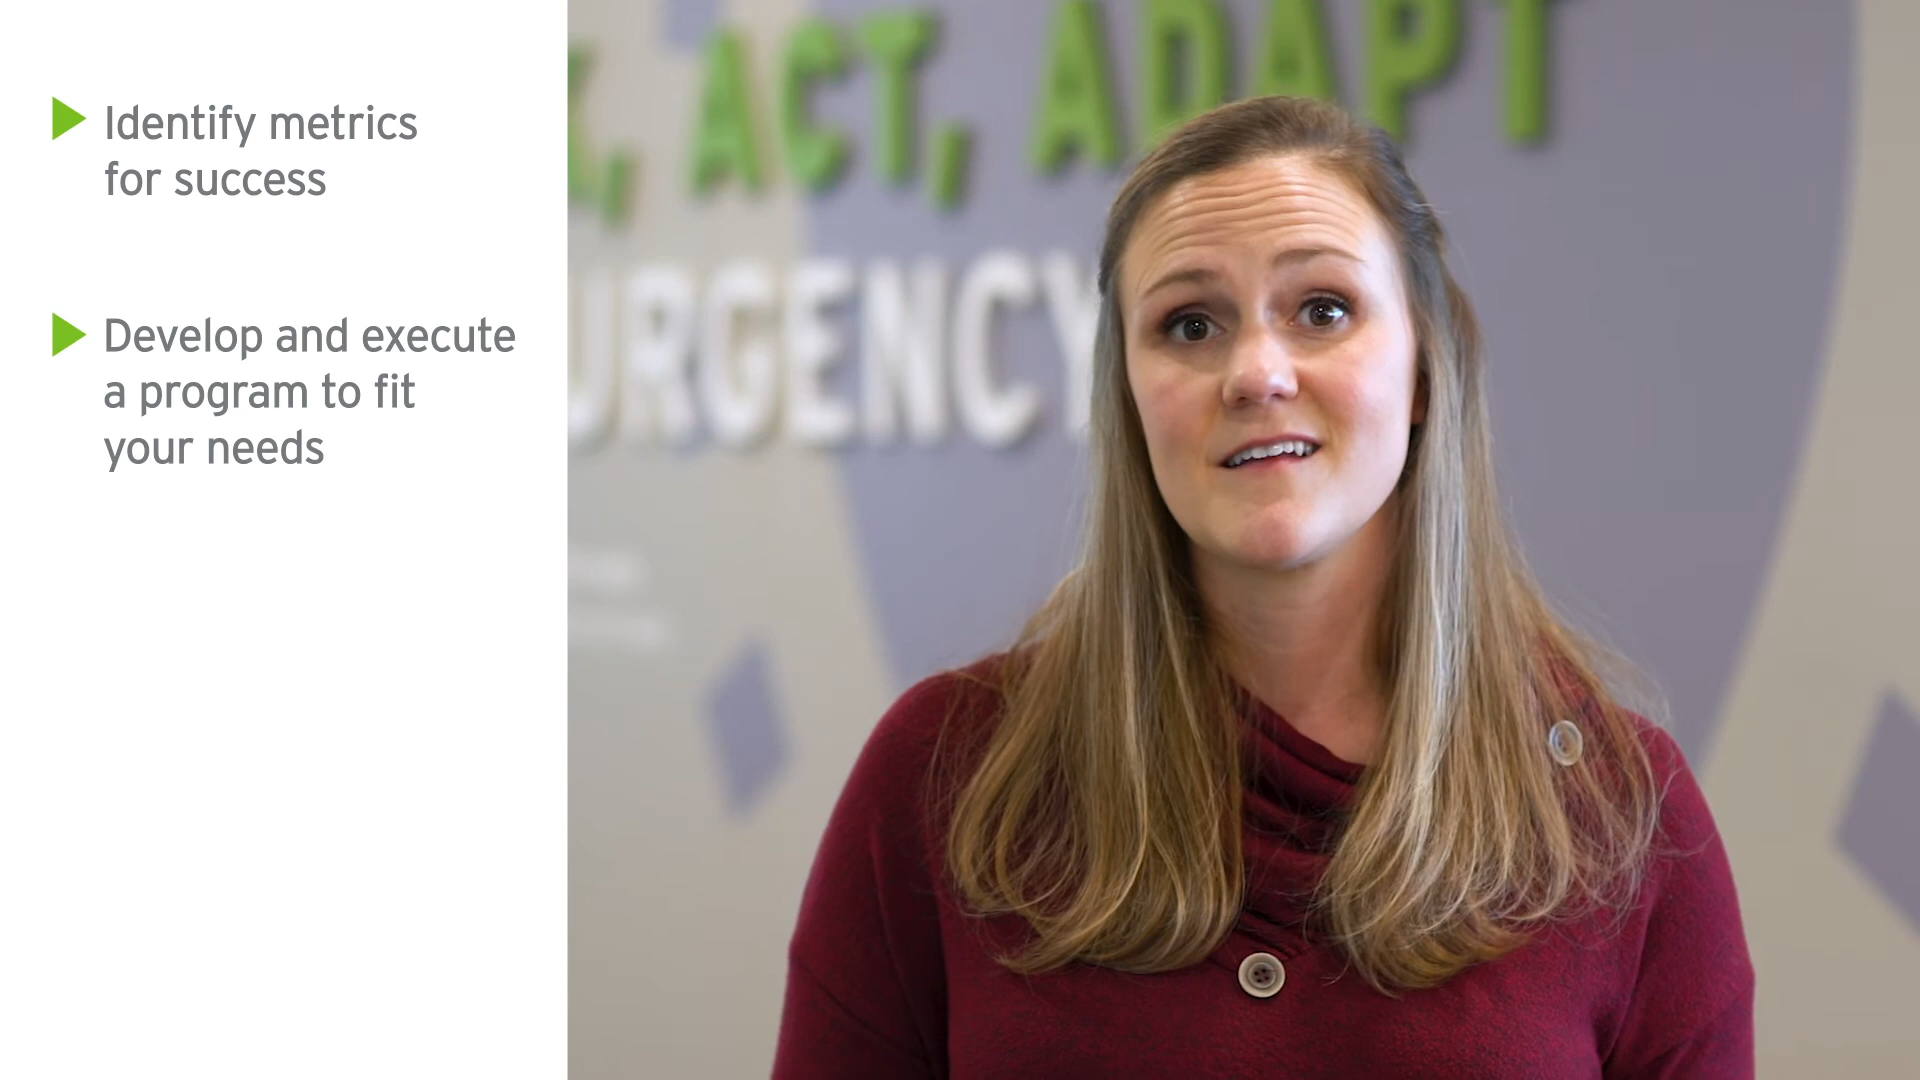 Identify metrics
for success
Develop and execute
a program to fit
your needs
ACT, ADAPT
URGENCY